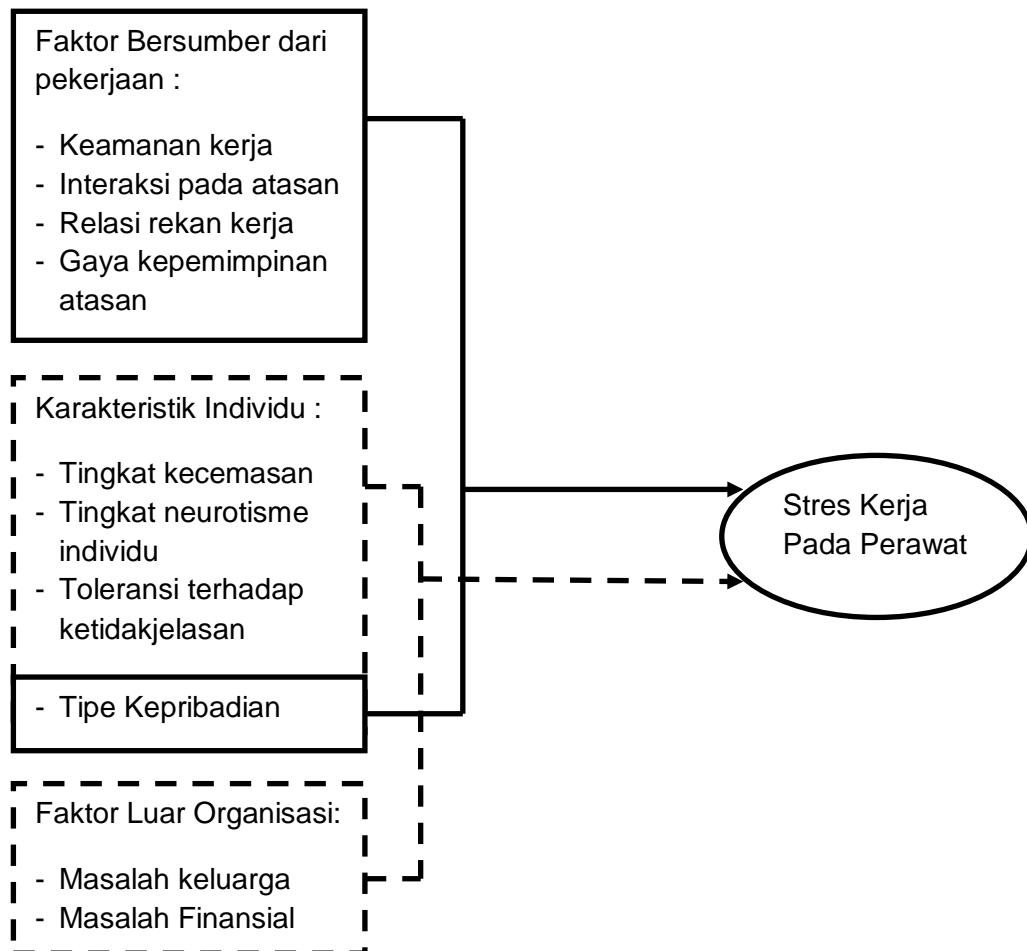 Faktor Bersumber dari
pekerjaan :
- Keamanan kerja
- Interaksi pada atasan
- Relasi rekan kerja
- Gaya kepemimpinan
atasan
Karakteristik Individu :
- Tingkat kecemasan
- Tingkat neurotisme
individu
- Toleransi terhadap
ketidakjelasan
- Tipe Kepribadian
Faktor Luar Organisasi:
- Masalah keluarga
- Masalah Finansial
Stres Kerja
Pada Perawat